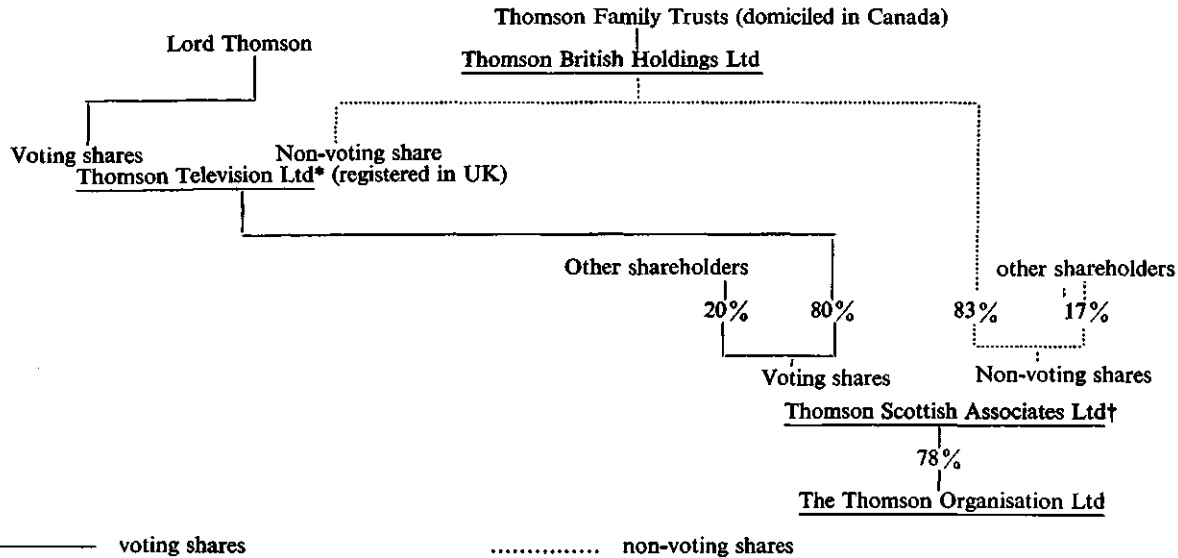 Thomson Family Trusts (domiciled in Canada)
Lord Thomson
Thomson British Holdings Ltd
Voting shares
Non-voting share
Thomson Television Ltd* (registered in UK)
Other shareholders
other shareholders
20%
80%
83%
17%
Voting shares
Non-voting shares
Thomson Scottish Associates Ltd†
78%
The Thomson Organisation Ltd
voting shares
non-voting shares